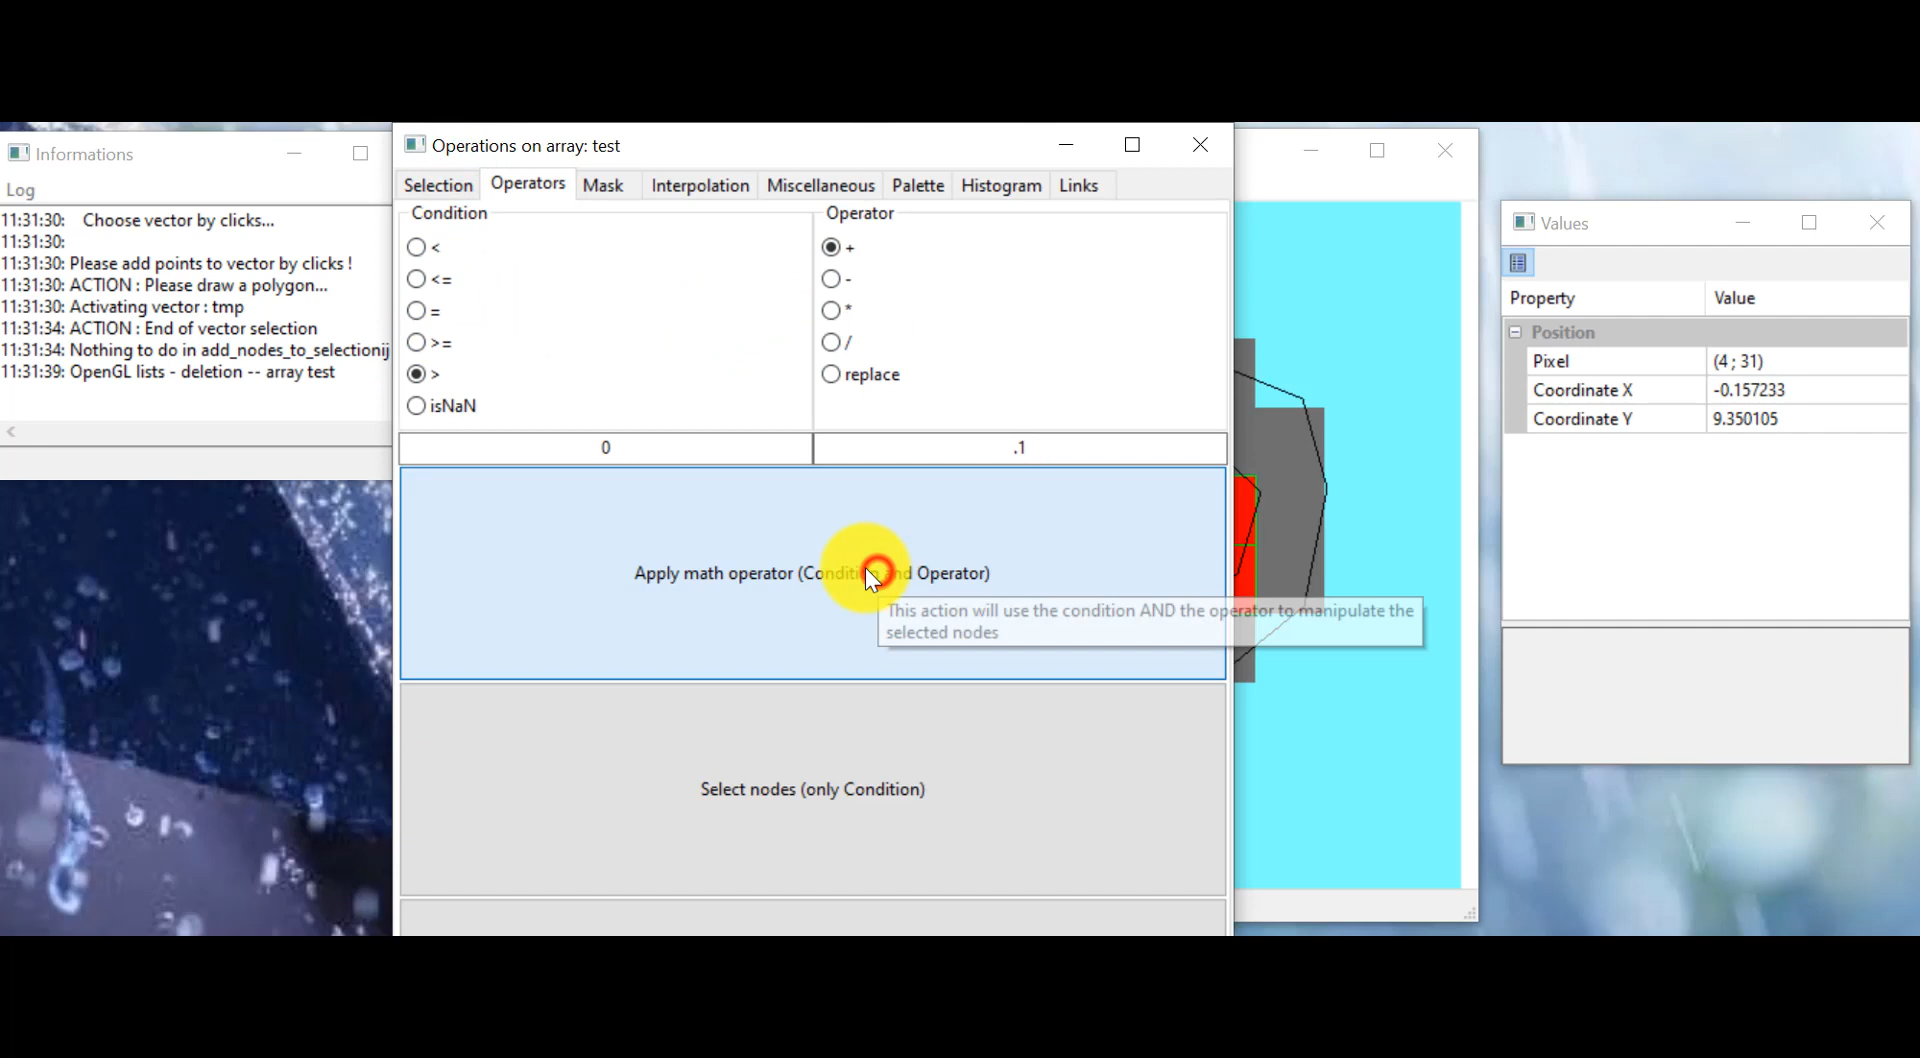 Informations
Log
11:31:30: Choose vector by clicks...
11:31:30:
11:31:30: Please add points to vector by clicks !
11:31:30: ACTION : Please draw a polygon...
11:31:30: Activating vector : tmp
11:31:34: ACTION : End of vector selection
11:31:34: Nothing to do in add_nodes_to_selectionij
11:31:39: OpenGL lists - deletion -- array test
Operations on array: test
Selection Operators Mask Interpolation Miscellaneous Palette Histogram Links
Condition
<
<=
=
>=
>
isNaN
Operator
+
-
*
/
replace
0
.1
Apply math operator (Condition and Operator)
This action will use the condition AND the operator to manipulate the
selected nodes
Select nodes (only Condition)
Values
Property Value
Position
Pixel (4 ; 31)
Coordinate X -0.157233
Coordinate Y 9.350105